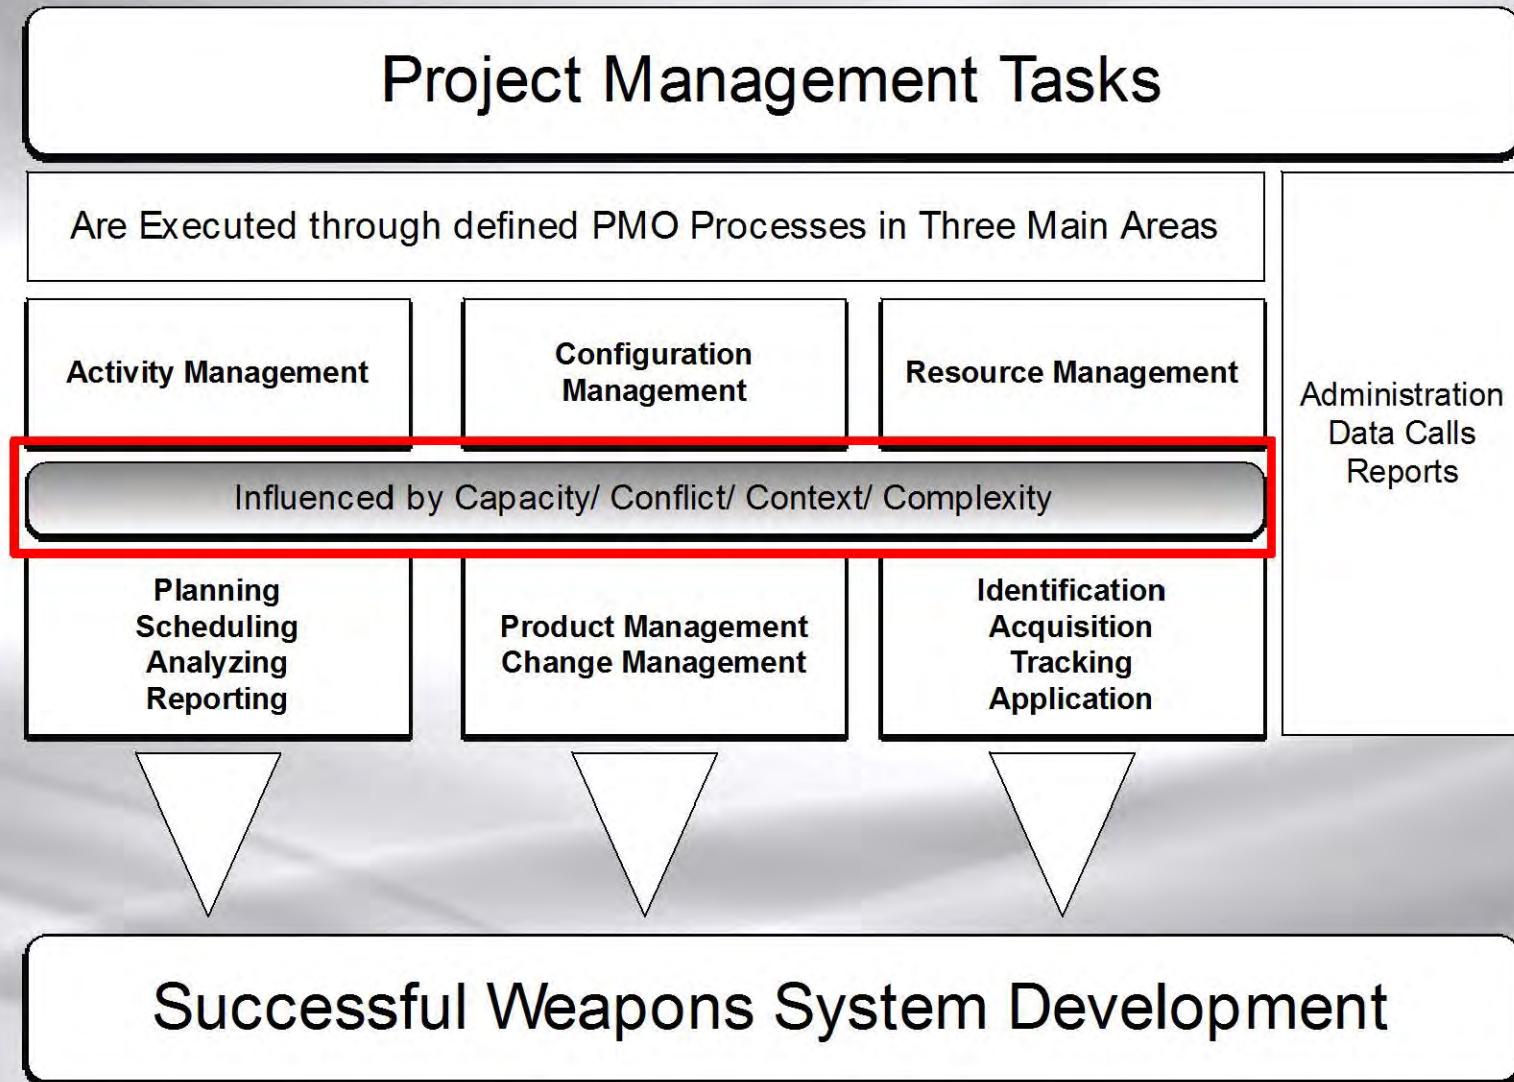 Project Management Tasks
Are Executed through defined PMO Processes in Three Main Areas
Activity Management
Configuration
Management
Resource Management
Administration
Data Calls
Reports
Influenced by Capacity/ Conflict/ Context/ Complexity
Planning
Scheduling
Analyzing
Reporting
Product Management
Change Management
Identification
Acquisition
Tracking
Application
Successful Weapons System Development